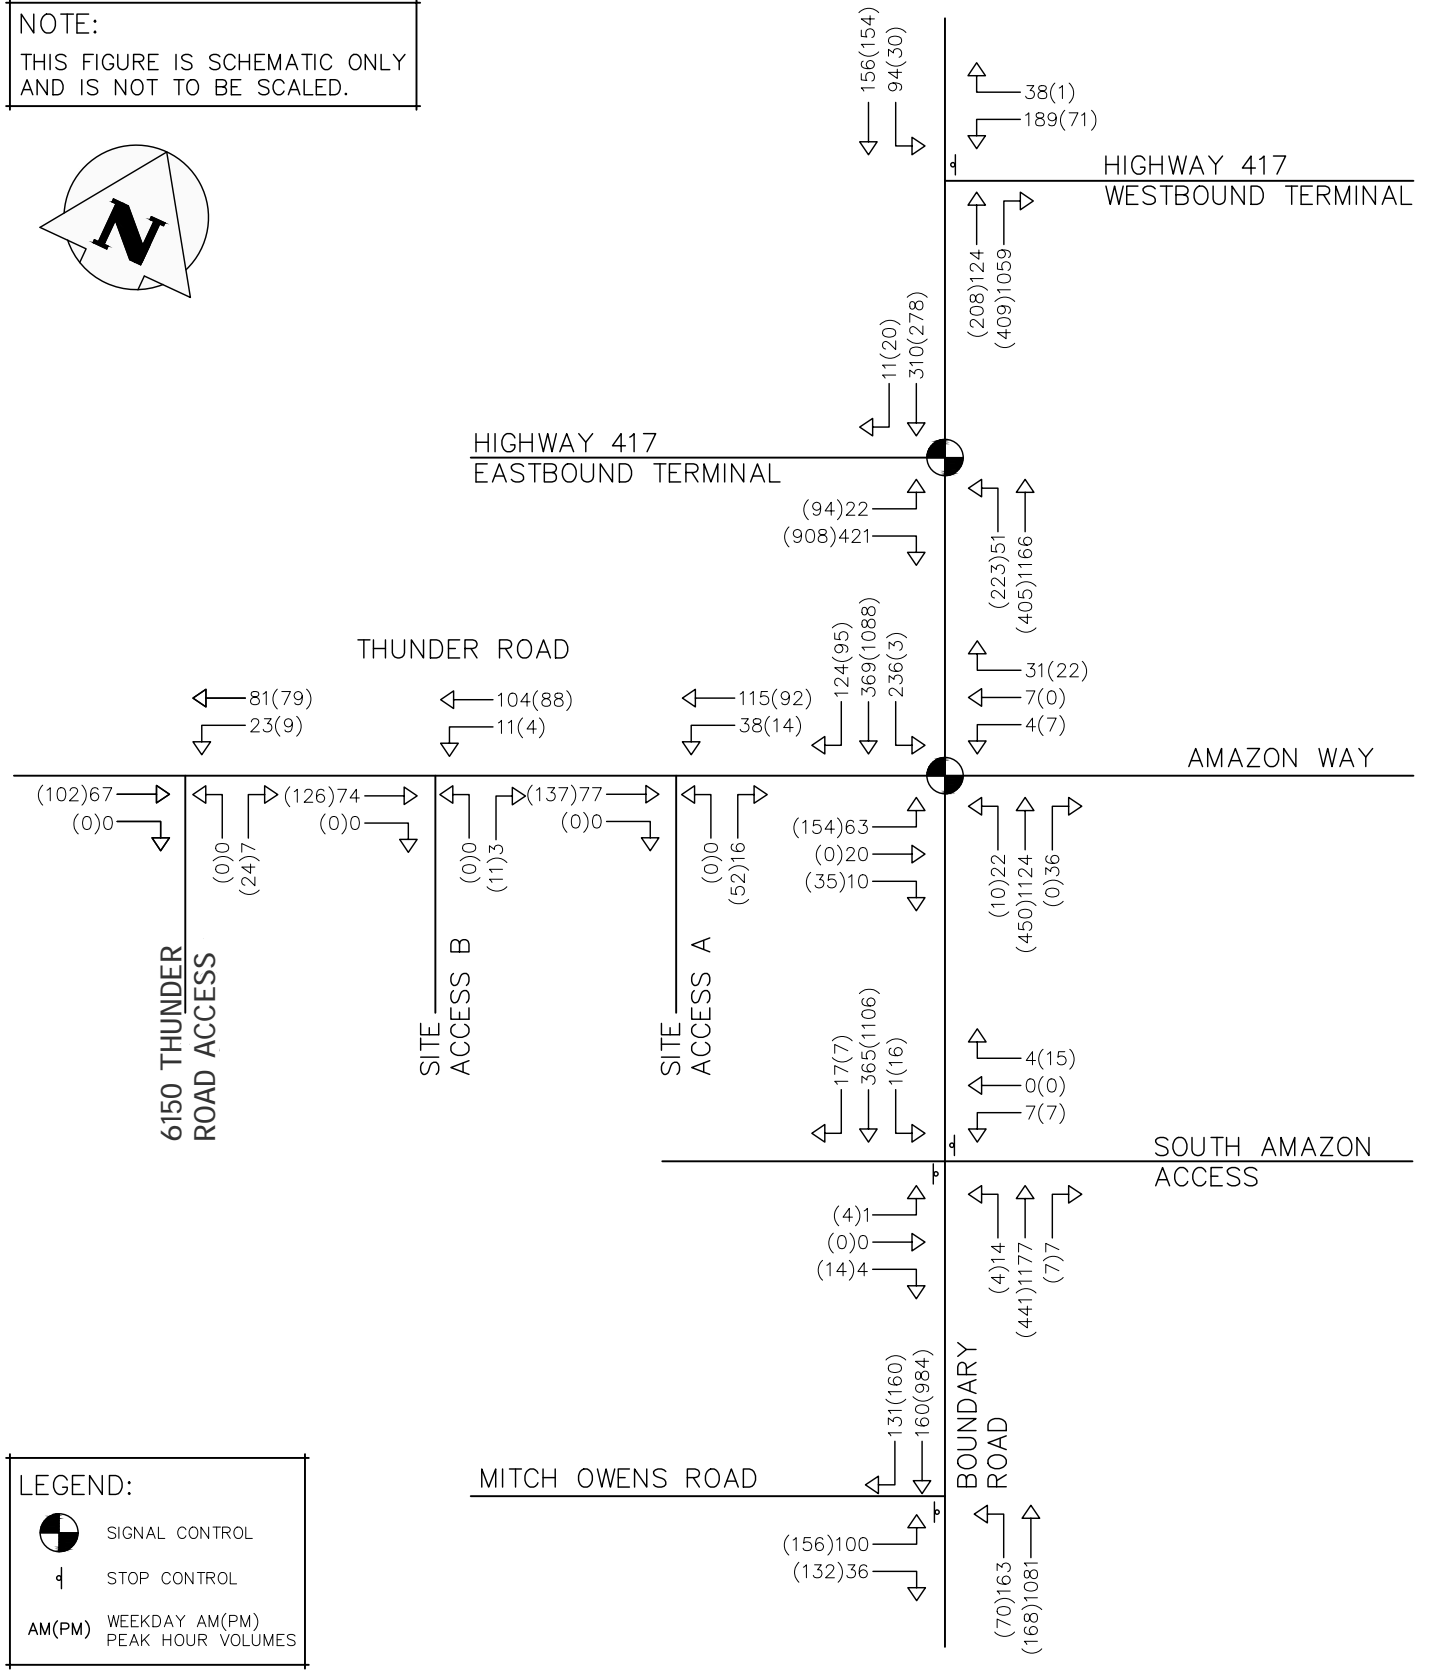 NOTE:
THIS FIGURE IS SCHEMATIC ONLY
AND IS NOT TO BE SCALED.
N
156(154)
94(30)
38(1)
189(71)
HIGHWAY 417
WESTBOUND TERMINAL
(208)124
(409)1059
11(20)
310(278)
HIGHWAY 417
EASTBOUND TERMINAL
(94)22
(908)421
(223)51
(405)1166
THUNDER ROAD
124(95)
369(1088)
236(3)
31(22)
7(0)
4(7)
81(79)
23(9)
104(88)
11(4)
115(92)
38(14)
AMAZON WAY
(102)67
(0)0
(0)0
(24)7
(126)74
(0)0
(0)0
(11)3
(137)77
(0)0
(0)0
(52)16
(154)63
(0)20
(35)10
(10)22
(450)1124
(0)36
6150 THUNDER
ROAD ACCESS
SITE
ACCESS B
SITE
ACCESS A
17(7)
365(1106)
1(16)
4(15)
0(0)
7(7)
SOUTH AMAZON
ACCESS
(4)1
(0)0
(14)4
(4)14
(441)1177
(7)7
131(160)
160(984)
BOUNDARY
ROAD
MITCH OWENS ROAD
(156)100
(132)36
(70)163
(168)1081
LEGEND:
SIGNAL CONTROL
STOP CONTROL
AM(PM)
WEEKDAY AM(PM)
PEAK HOUR VOLUMES